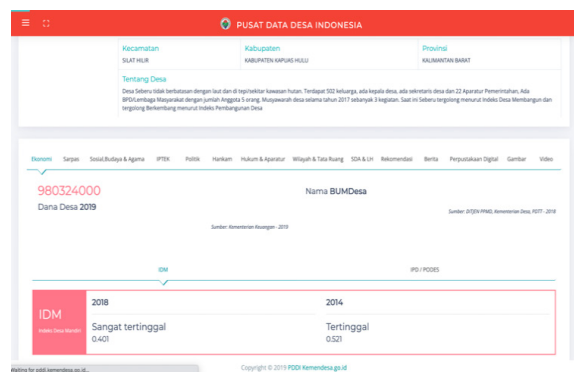 PUSAT DATA DESA INDONESIA
Kecamatan Kabupaten Provinsi
SILAT HILIR KABUPATEN KAPUAS HULU KALIMANTAN BARAT
Tentang Desa
Desa Seberu tidak berbatasan dengan laut dan di tepi/sekitar kawasan hutan. Terdapat 502 keluarga, ada kepala desa, ada sekretaris desa dan 22 Aparatur Pemerintahan, Ada
BPD/Lembaga Masyarakat dengan jumlah Anggota 5 orang. Musyawarah desa selama tahun 2017 sebanyak 3 kegiatan. Saat ini Seberu tergolong menurut Indeks Desa Membangun dan
tergolong Berkembang menurut Indeks Pembangunan Desa
Ekonomi Sarpas Sosial,Budaya & Agama IPTEK Politik Hankam Hukum & Aparatur Wilayah & Tata Ruang SDA & LH Rekomendasi Berita Perpustakaan Digital Gambar Video
980324000 Nama BUMDesa
Dana Desa 2019
Sumber: DITJEN PPMD, Kementerian Desa, PDTT - 2018
Sumber: Kementerian Keuangan - 2019
IDM IPD / PODES
IDM
Indeks Desa Mandiri
2018 2014
Sangat tertinggal Tertinggal
0.401 0.521
Waiting for pddi.kemendesa.go.id...
Copyright © 2019 PDDI Kemendesa.go.id